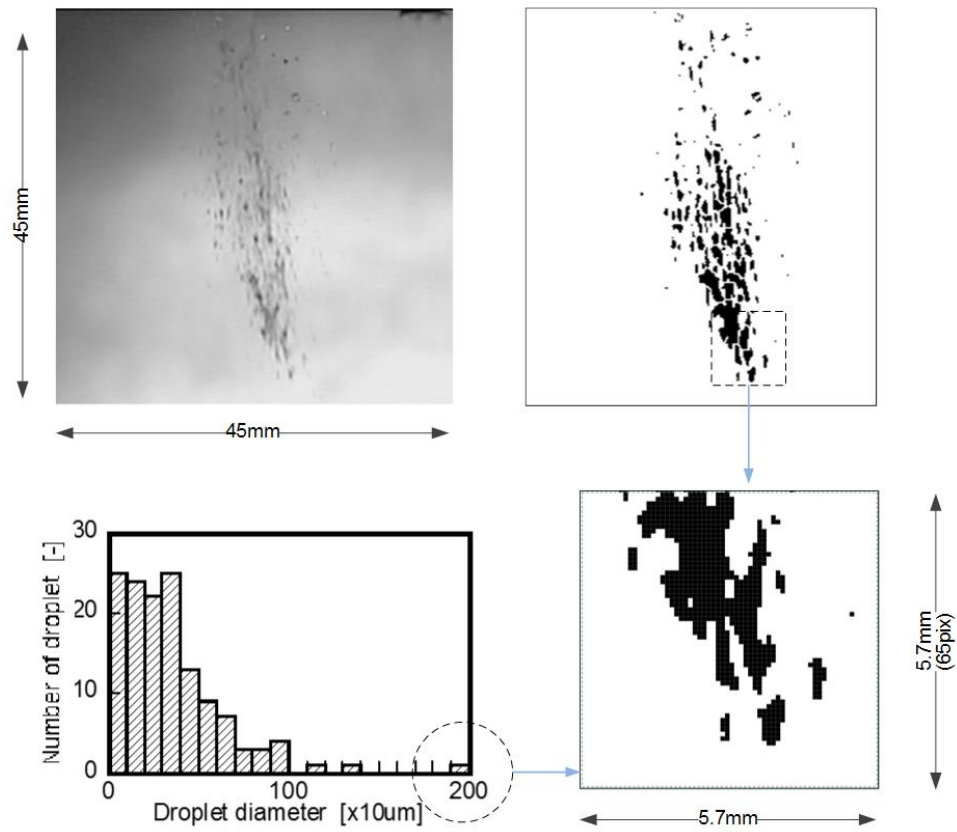 45mm
45mm
30
20
10
0
Number of droplet [-]
0
100
200
Droplet diameter [x10um]
5.7mm
(65pix)
5.7mm